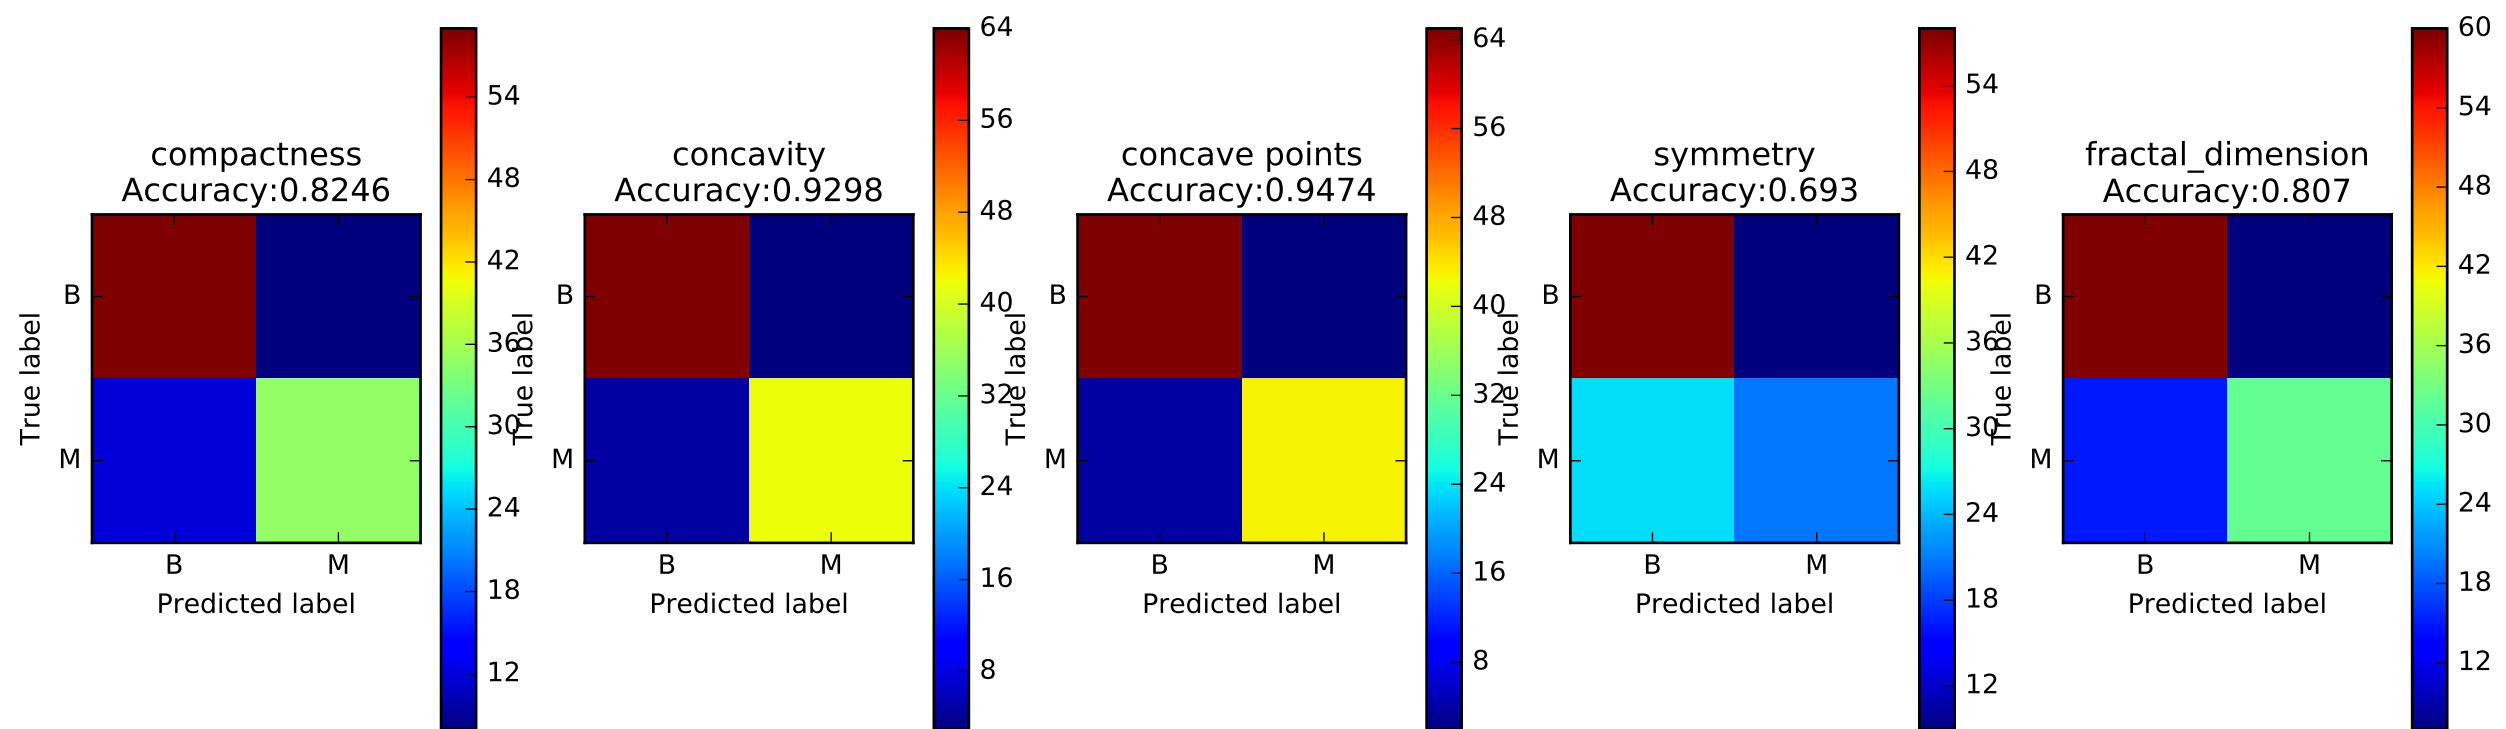 compactness
Accuracy:0.8246
True label
B
M
B M
Predicted label
54
48
42
36
30
24
18
12
concavity
Accuracy:0.9298
True label
B
M
B M
Predicted label
64
56
48
40
32
24
16
8
concave points
Accuracy:0.9474
True label
B
M
B M
Predicted label
64
56
48
40
32
24
16
8
symmetry
Accuracy:0.693
True label
B
M
B M
Predicted label
54
48
42
36
30
24
18
12
fractal_dimension
Accuracy:0.807
True label
B
M
B M
Predicted label
60
54
48
42
36
30
24
18
12